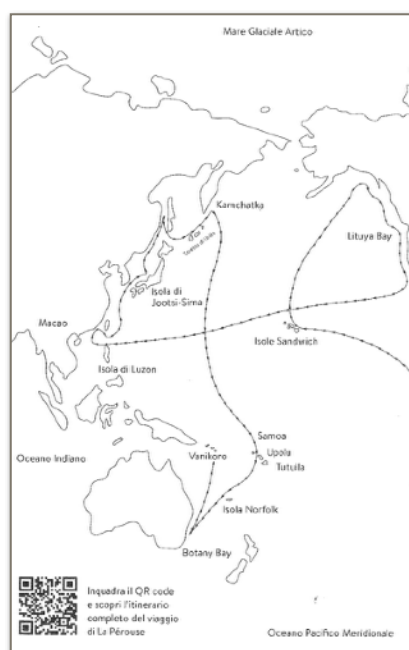 Mare Glaciale Artico
Kamchatka
Lituya Bay
Isola di
Jootsi-Sima
Macao
Isole Sandwich
Isola di Luzon
Samoa
Upolu
Tutuila
Oceano Indiano
Vanikoro
Isola Norfolk
Botany Bay
Inquadra il QR code
e scopri l'itinerario
completo del viaggio
di La Pérouse
Oceano Pacifico Meridionale